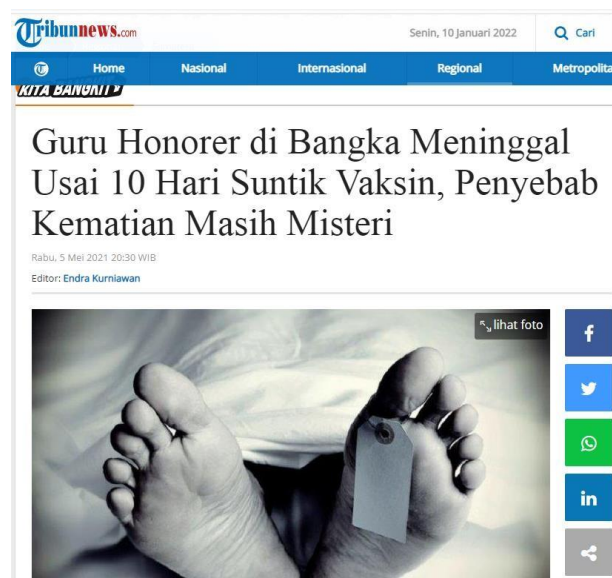 Tribunnews.com
Senin, 10 Januari 2022
Cari
Home Nasional Internasional Regional Metropolita
KITA BANGKIT
Guru Honorer di Bangka Meninggal
Usai 10 Hari Suntik Vaksin, Penyebab
Kematian Masih Misteri
Rabu, 5 Mei 2021 20:30 WIB
Editor: Endra Kurniawan
lihat foto
f
in